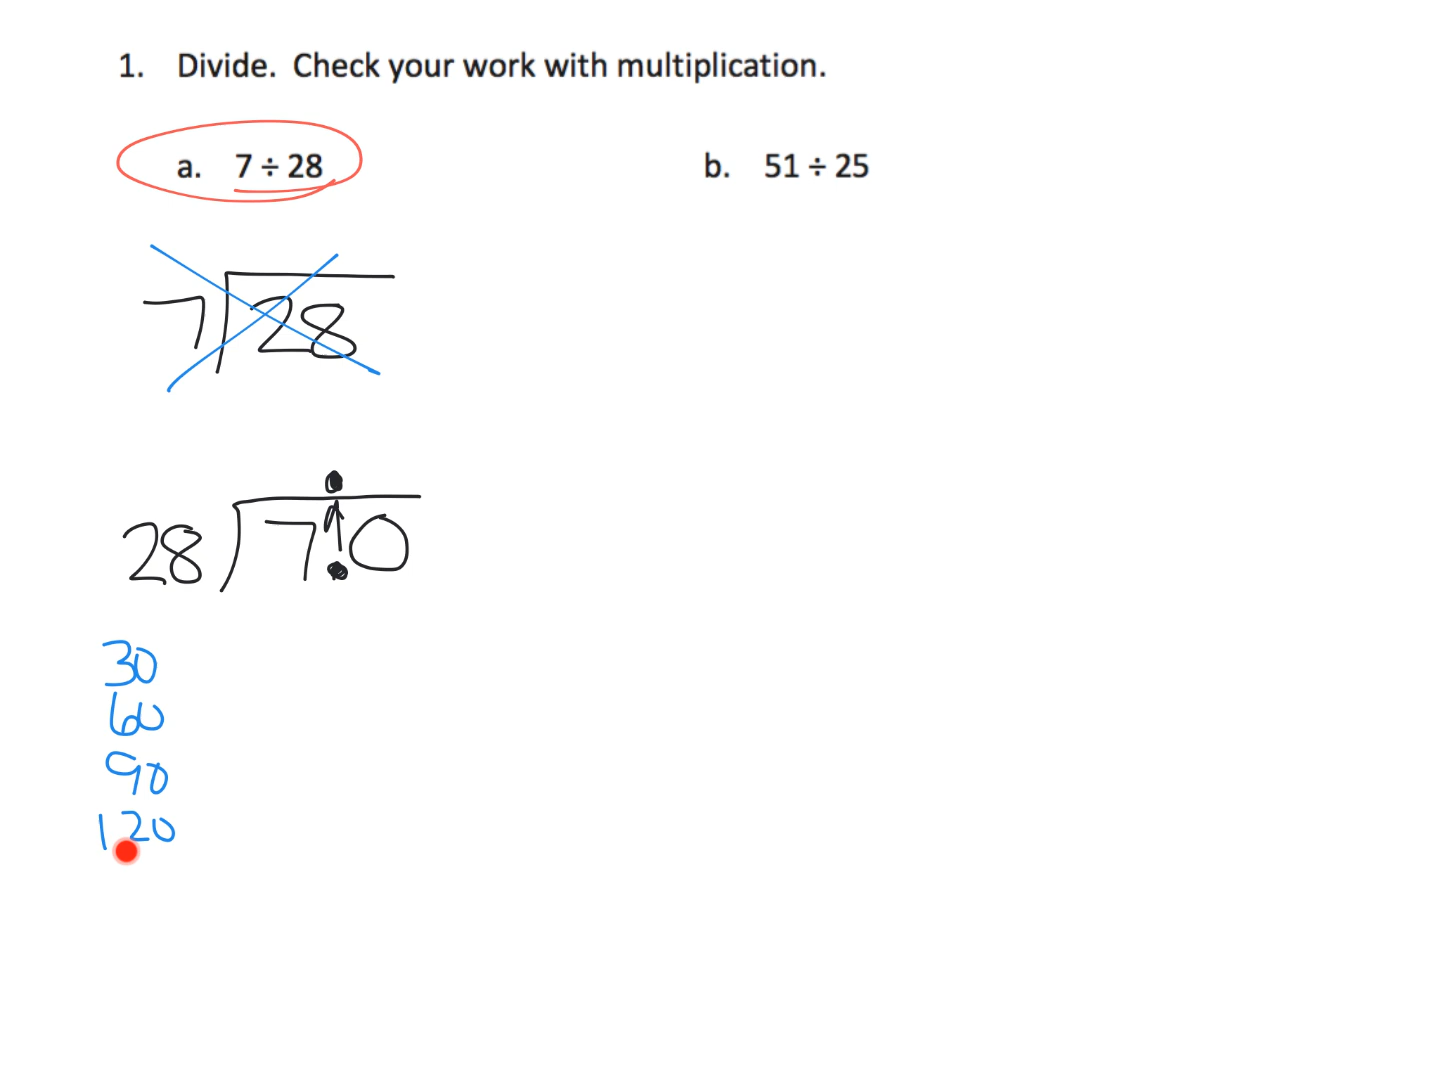 1. Divide. Check your work with multiplication.
a. 7 ÷ 28
b. 51 ÷ 25
7 28
28 7.0
30
60
90
120